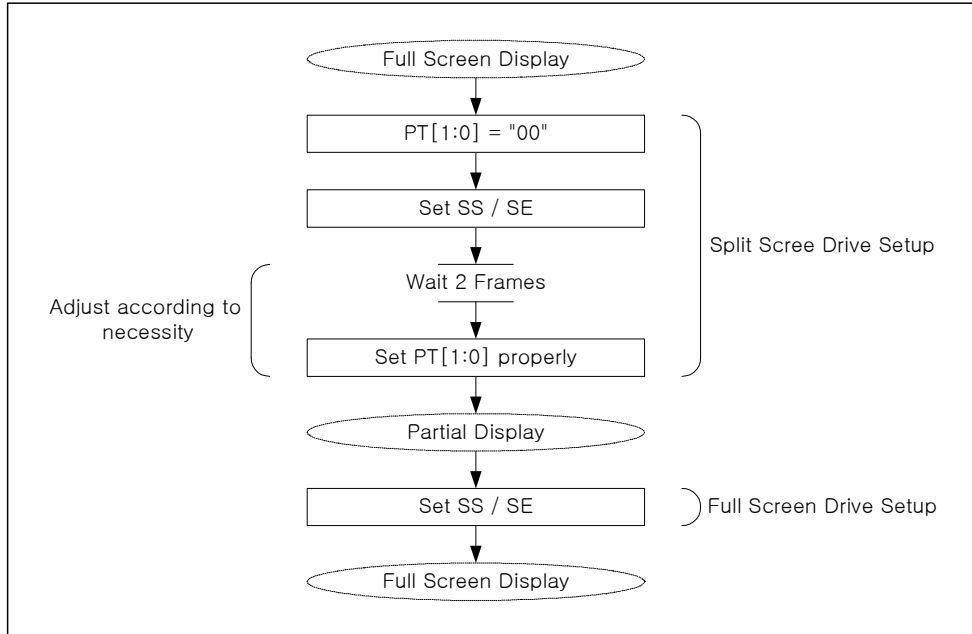 Full Screen Display
PT[1:0] = "00"
Set SS / SE
Split Scree Drive Setup
Wait 2 Frames
Adjust according to
necessity
Set PT[1:0] properly
Partial Display
Set SS / SE
Full Screen Drive Setup
Full Screen Display